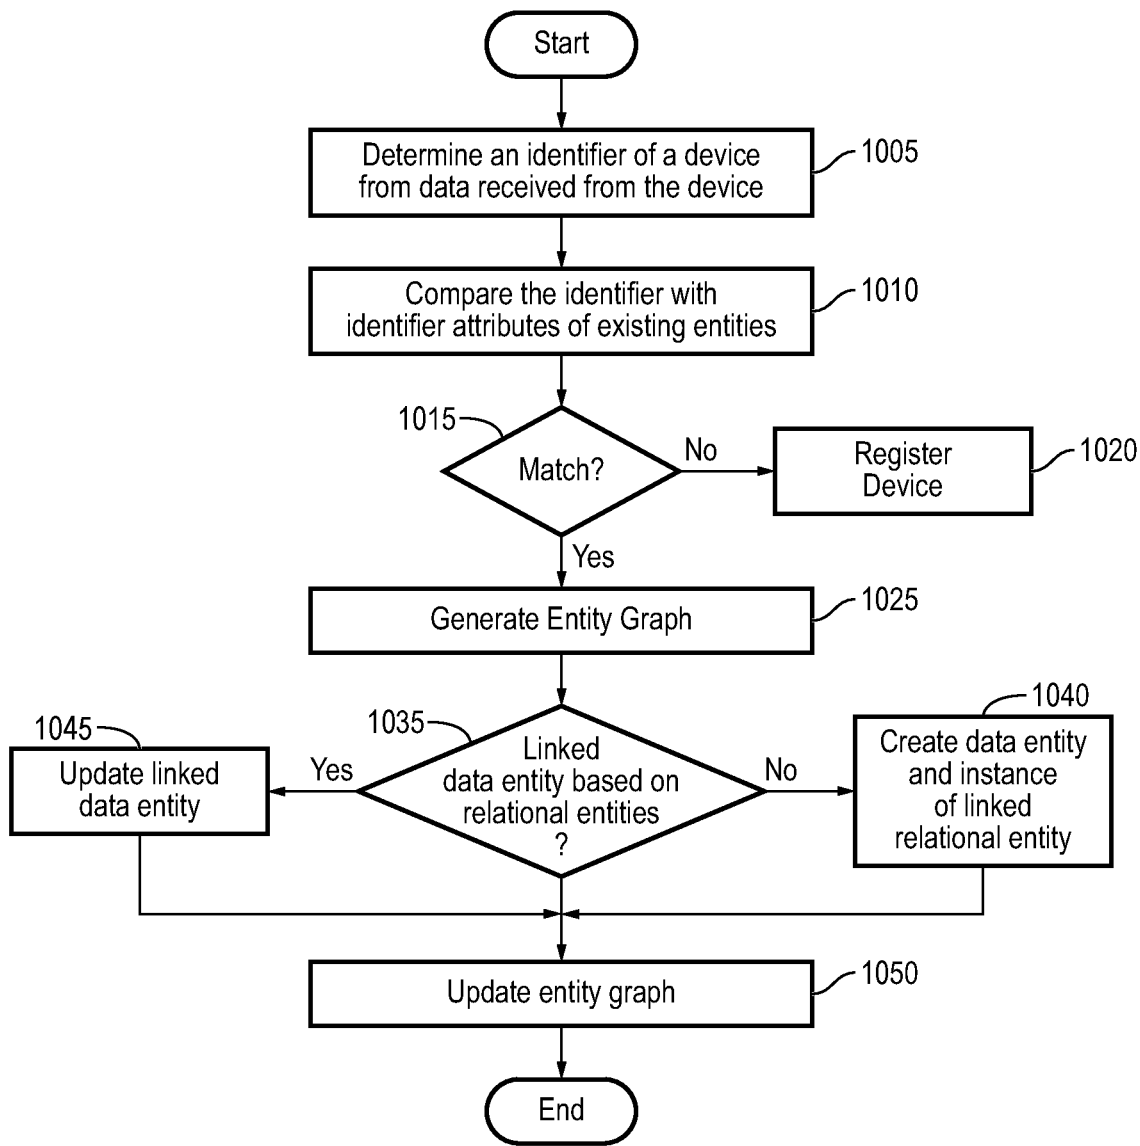 Start
Determine an identifier of a device
from data received from the device
1005
Compare the identifier with
identifier attributes of existing entities
1010
1015
Match?
No
Register
Device
1020
Yes
Generate Entity Graph
1025
1035
Linked
data entity based on
relational entities
?
Yes
1045
Update linked
data entity
No
1040
Create data entity
and instance
of linked
relational entity
Update entity graph
1050
End